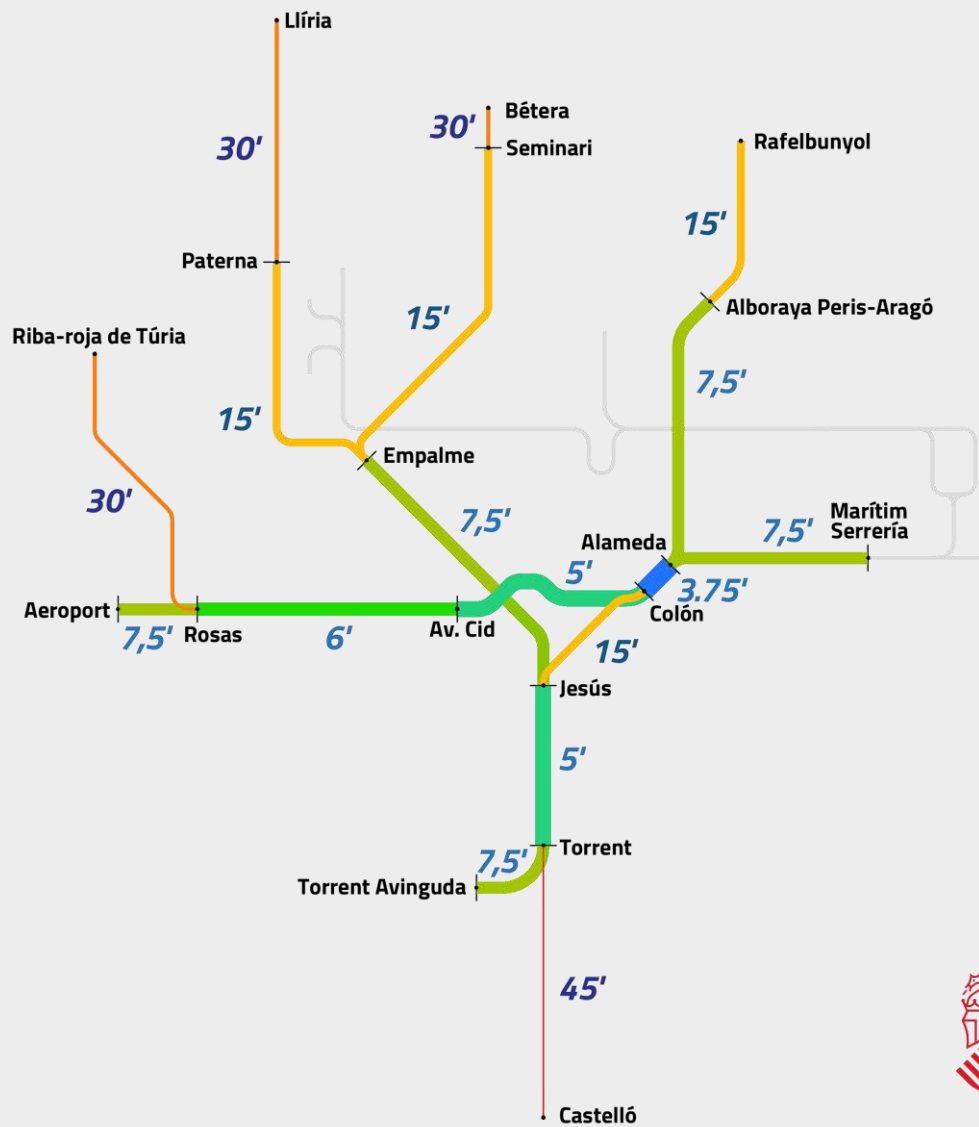 Llíria
Bétera
30'
30'
Seminari
Rafelbunyol
15'
Paterna
Alboraya Peris-Aragó
15'
Riba-roja de Túria
7,5'
15'
Empalme
30'
7,5'
Marítim
Serrería
7,5'
Alameda
5'
3.75'
Colón
Aeroport
7,5'
Rosas
6'
Av. Cid
15'
Jesús
5'
Torrent
7,5'
Torrent Avinguda
45'
Castelló